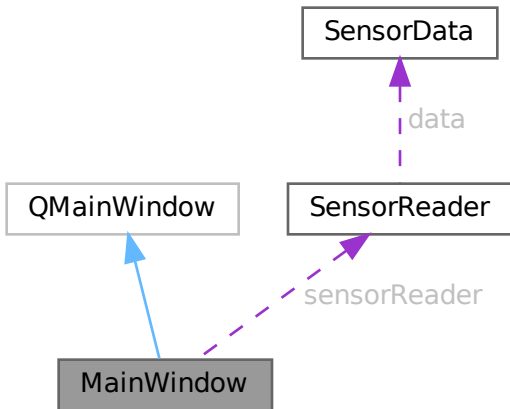 SensorData
data
QMainWindow
SensorReader
sensorReader
MainWindow